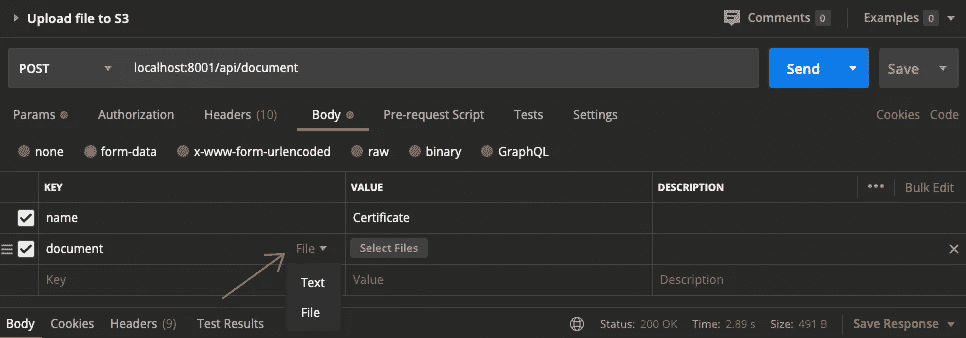 Upload file to S3 Comments 0 Examples 0
POST localhost:8001/api/document Send Save
Params Authorization Headers (10) Body Pre-request Script Tests Settings Cookies Code
none form-data x-www-form-urlencoded raw binary GraphQL
KEY VALUE DESCRIPTION ••• Bulk Edit
name Certificate
document File Select Files
Key Value Description
Text
File
Body Cookies Headers (9) Test Results Status: 200 OK Time: 2.89 s Size: 491 B Save Response